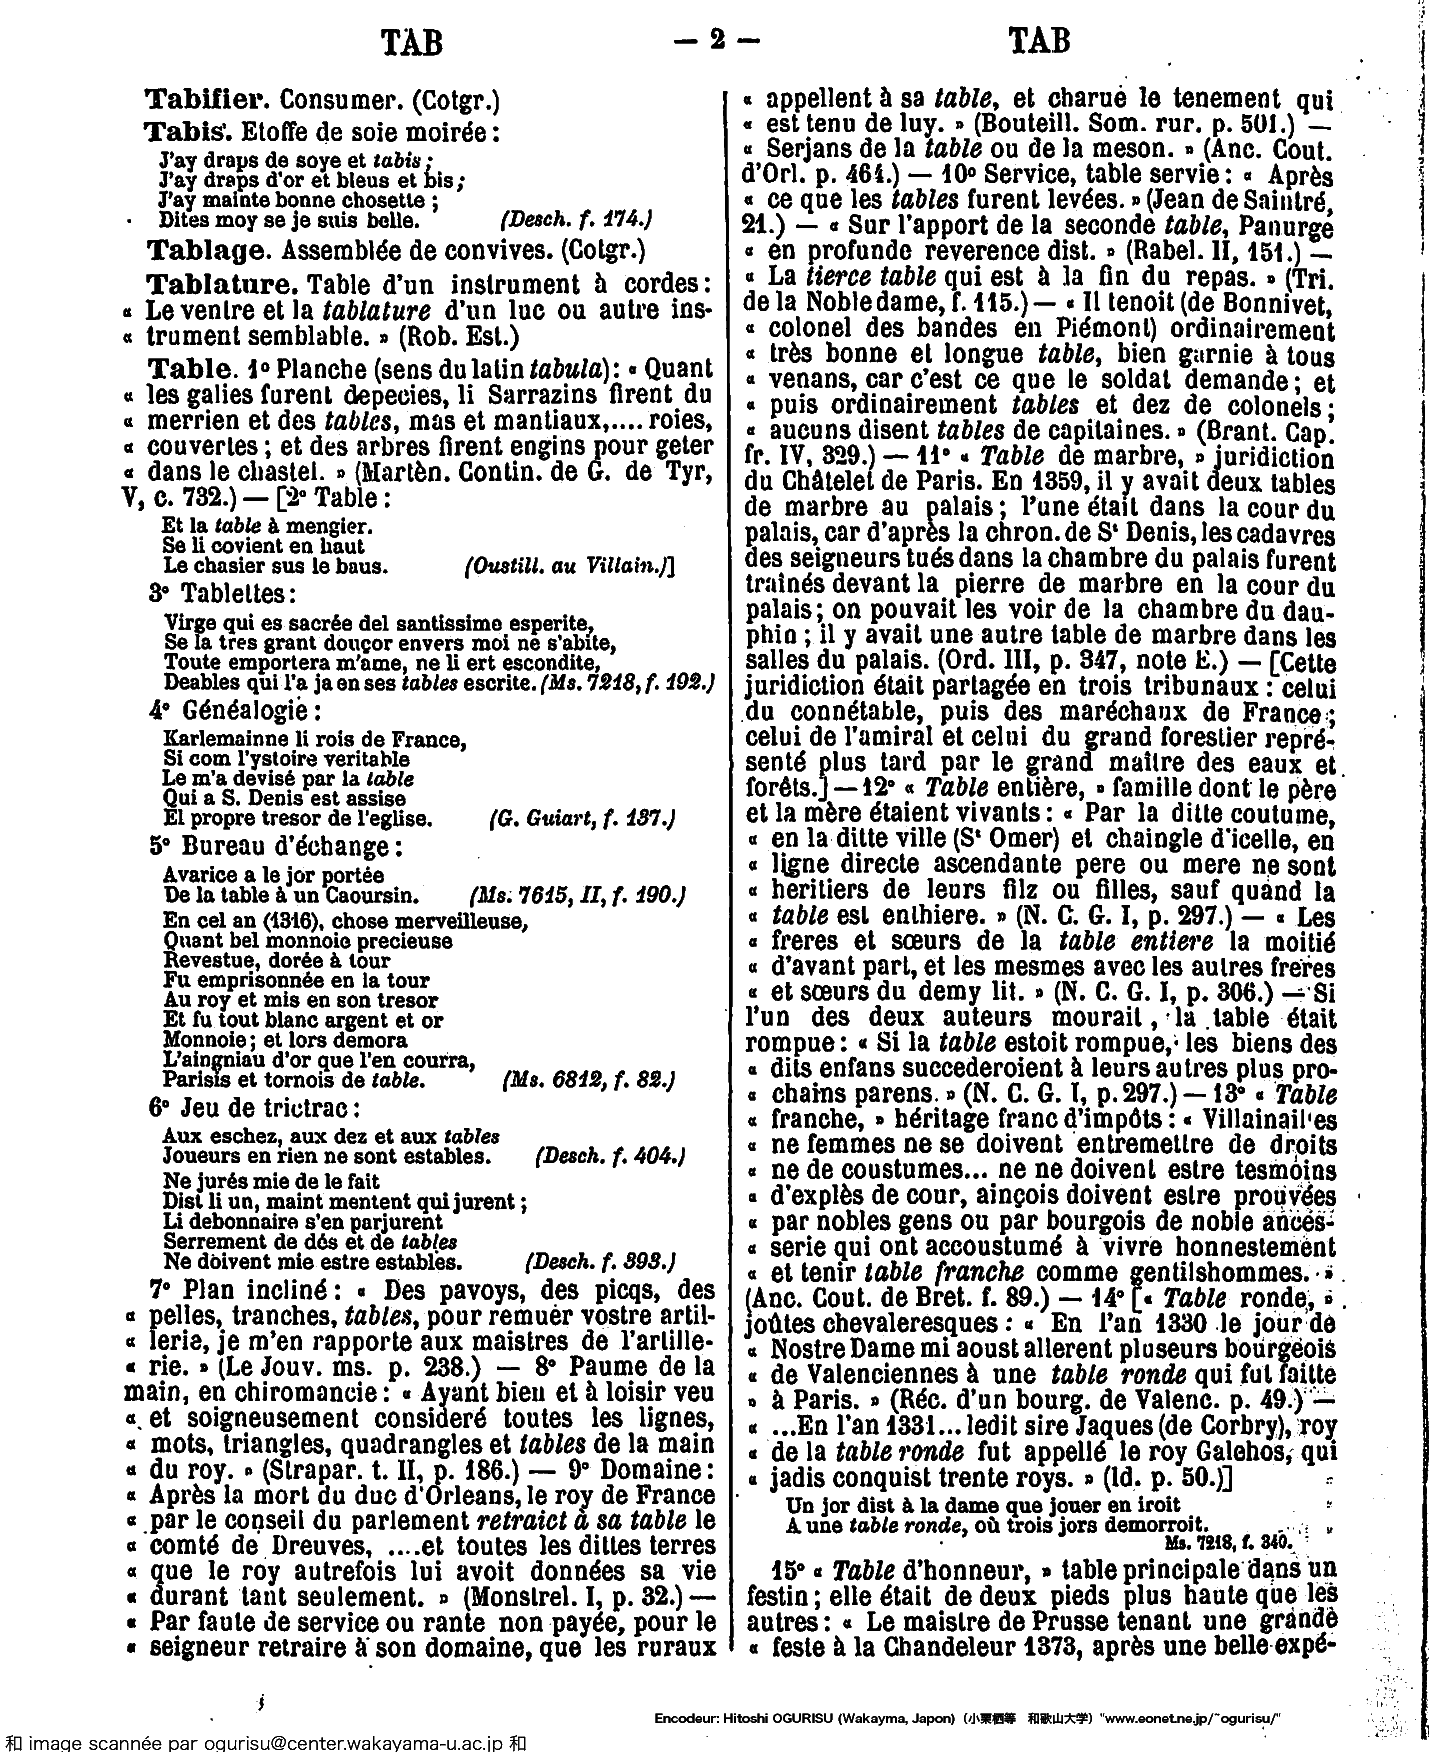 TAB
— 2 —
TAB
Tabifier. Consumer. (Cotgr.)
Tabis. Etoffe de soie moirée :
J'ay draps de soye et tabis ;
J'ay draps d'or et bleus et bis ;
J'ay mainte bonne chosette ;
Dites moy se je suis belle. (Desch. f. 174.)
Tablage. Assemblée de convives. (Cotgr.)
Tablature. Table d'un instrument à cordes :
« Le ventre et la tablature d'un luc ou autre ins-
« trument semblable. » (Rob. Est.)
Table. 1° Planche (sens du latin tabula) : « Quant
« les galies furent depecies, li Sarrazins firent du
« merrien et des tables, mas et mantiaux,.... roies,
« couvertes ; et des arbres firent engins pour geter
« dans le chastel. » (Martèn. Contin. de G. de Tyr,
V, c. 732.) — [2° Table :
Et la table à mengier.
Se li covient en haut
Le chasier sus le baus. (Oustill. au Villain.)]
3° Tablettes :
Virge qui es sacrée del santissime esperite,
Se la tres grant douçor envers moi ne s'abite,
Toute emportera m'ame, ne li ert escondite,
Deables qui l'a ja en ses tables escrite. (Ms. 7218, f. 192.)
4° Généalogie :
Karlemainne li rois de France,
Si com l'ystoire veritable
Le m'a devisé par la table
Qui a S. Denis est assise
El propre tresor de l'eglise. (G. Guiart, f. 137.)
5° Bureau d'échange :
Avarice a le jor portée
De la table à un Caoursin. (Ms. 7615, II, f. 190.)
En cel an (1316), chose merveilleuse,
Quant bel monnoie precieuse
Revestue, dorée à tour
Fu emprisonnée en la tour
Au roy et mis en son tresor
Et fu tout blanc argent et or
Monnoie ; et lors demora
L'aingniau d'or que l'en courra,
Parisis et tornois de table. (Ms. 6812, f. 82.)
6° Jeu de trictrac :
Aux eschez, aux dez et aux tables
Joueurs en rien ne sont estables. (Desch. f. 404.)
Ne jurés mie de le fait
Dist li un, maint mentent qui jurent ;
Li debonnaire s'en parjurent
Serrement de dés et de tables
Ne doivent mie estre estables. (Desch. f. 393.)
7° Plan incliné : « Des pavoys, des picqs, des
« pelles, tranches, tables, pour remuer vostre artil-
« lerie, je m'en rapporte aux maistres de l'artille-
« rie. » (Le Jouv. ms. p. 238.) — 8° Paume de la
main, en chiromancie : « Ayant bien et à loisir veu
« et soigneusement consideré toutes les lignes,
« mots, triangles, quadrangles et tables de la main
« du roy. » (Strapar. t. II, p. 186.) — 9° Domaine :
« Après la mort du duc d'Orleans, le roy de France
« par le conseil du parlement retraict à sa table le
« comté de Dreuves, ....et toutes les dittes terres
« que le roy autrefois lui avoit données sa vie
« durant tant seulement. » (Monstrel. I, p. 32.) —
« Par faute de service ou rante non payée, pour le
« seigneur retraire à son domaine, que les ruraux
« appellent à sa table, et charué le tenement qui
« est tenu de luy. » (Bouteill. Som. rur. p. 501.) —
« Serjans de la table ou de la meson. » (Anc. Cout.
d'Orl. p. 464.) — 10° Service, table servie : « Après
« ce que les tables furent levées. » (Jean de Saintré,
21.) — « Sur l'apport de la seconde table, Panurge
« en profunde reverence dist. » (Rabel. II, 151.) —
« La tierce table qui est à la fin du repas. » (Tri.
de la Noble dame, f. 115.) — « Il tenoit (de Bonnivet,
« colonel des bandes en Piémont) ordinairement
« très bonne et longue table, bien garnie à tous
« venans, car c'est ce que le soldat demande ; et
« puis ordinairement tables et dez de colonels ;
« aucuns disent tables de capitaines. » (Brant. Cap.
fr. IV, 329.) — 11° « Table de marbre, » juridiction
du Châtelet de Paris. En 1359, il y avait deux tables
de marbre au palais ; l'une était dans la cour du
palais, car d'après la chron. de St Denis, les cadavres
des seigneurs tués dans la chambre du palais furent
traînés devant la pierre de marbre en la cour du
palais ; on pouvait les voir de la chambre du dau-
phin ; il y avait une autre table de marbre dans les
salles du palais. (Ord. III, p. 347, note E.) — [Cette
juridiction était partagée en trois tribunaux : celui
du connétable, puis des maréchaux de France ;
celui de l'amiral et celui du grand forestier repré-
senté plus tard par le grand maître des eaux et
forêts.] — 12° « Table entière, » famille dont le père
et la mère étaient vivants : « Par la ditte coutume,
« en la ditte ville (St Omer) et chaingle d'icelle, en
« ligne directe ascendante pere ou mere ne sont
« heritiers de leurs filz ou filles, sauf quand la
« table est enthiere. » (N. C. G. I, p. 297.) — « Les
« freres et sœurs de la table entiere la moitié
« d'avant part, et les mesmes avec les autres freres
« et sœurs du demy lit. » (N. C. G. I, p. 306.) — Si
l'un des deux auteurs mourait, la table était
rompue : « Si la table estoit rompue, les biens des
« dits enfans succederoient à leurs autres plus pro-
« chains parens. » (N. C. G. I, p. 297.) — 13° « Table
« franche, » héritage franc d'impôts : « Villainailles
« ne femmes ne se doivent entremettre de droits
« ne de coustumes... ne ne doivent estre tesmoins
« d'explès de cour, ainçois doivent estre prouvées
« par nobles gens ou par bourgois de noble ances-
« serie qui ont accoustumé à vivre honnestement
« et tenir table franche comme gentilshommes. »
(Anc. Cout. de Bret. f. 89.) — 14° [« Table ronde, »
joûtes chevaleresques : « En l'an 1330 le jour de
« Nostre Dame mi aoust allerent pluseurs bourgeois
« de Valenciennes à une table ronde qui fut faitte
» à Paris. » (Réc. d'un bourg. de Valenc. p. 49.) —
« ...En l'an 1331... ledit sire Jaques (de Corbry), roy
« de la table ronde fut appellé le roy Galehos, qui
« jadis conquist trente roys. » (Id. p. 50.)]
Un jor dist à la dame que jouer en iroit
A une table ronde, où trois jors demorroit.
Ms. 7218, f. 340.
15° « Table d'honneur, » table principale dans un
festin ; elle était de deux pieds plus haute que les
autres : « Le maistre de Prusse tenant une grande
« feste à la Chandeleur 1373, après une belle expé-
Encodeur: Hitoshi OGURISU (Wakayma, Japon) (小栗栖等 和歌山大学) "www.eonet.ne.jp/~ogurisu/"
和 image scannée par ogurisu@center.wakayama-u.ac.jp 和